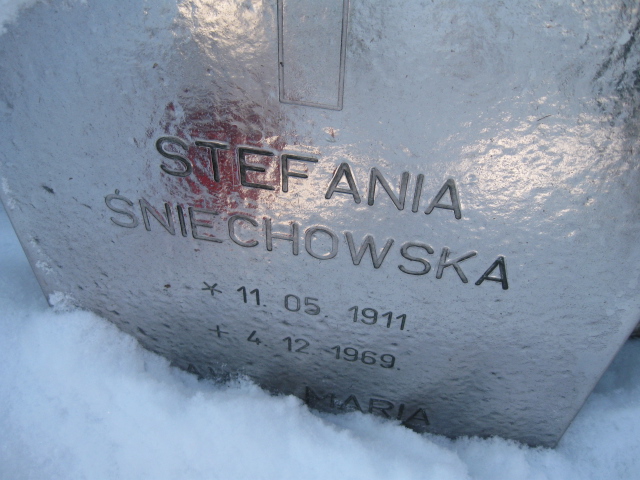 STEFANIA
ŚNIECHOWSKA
* 11. 05. 1911.
+ 4. 12. 1969.
MARIA